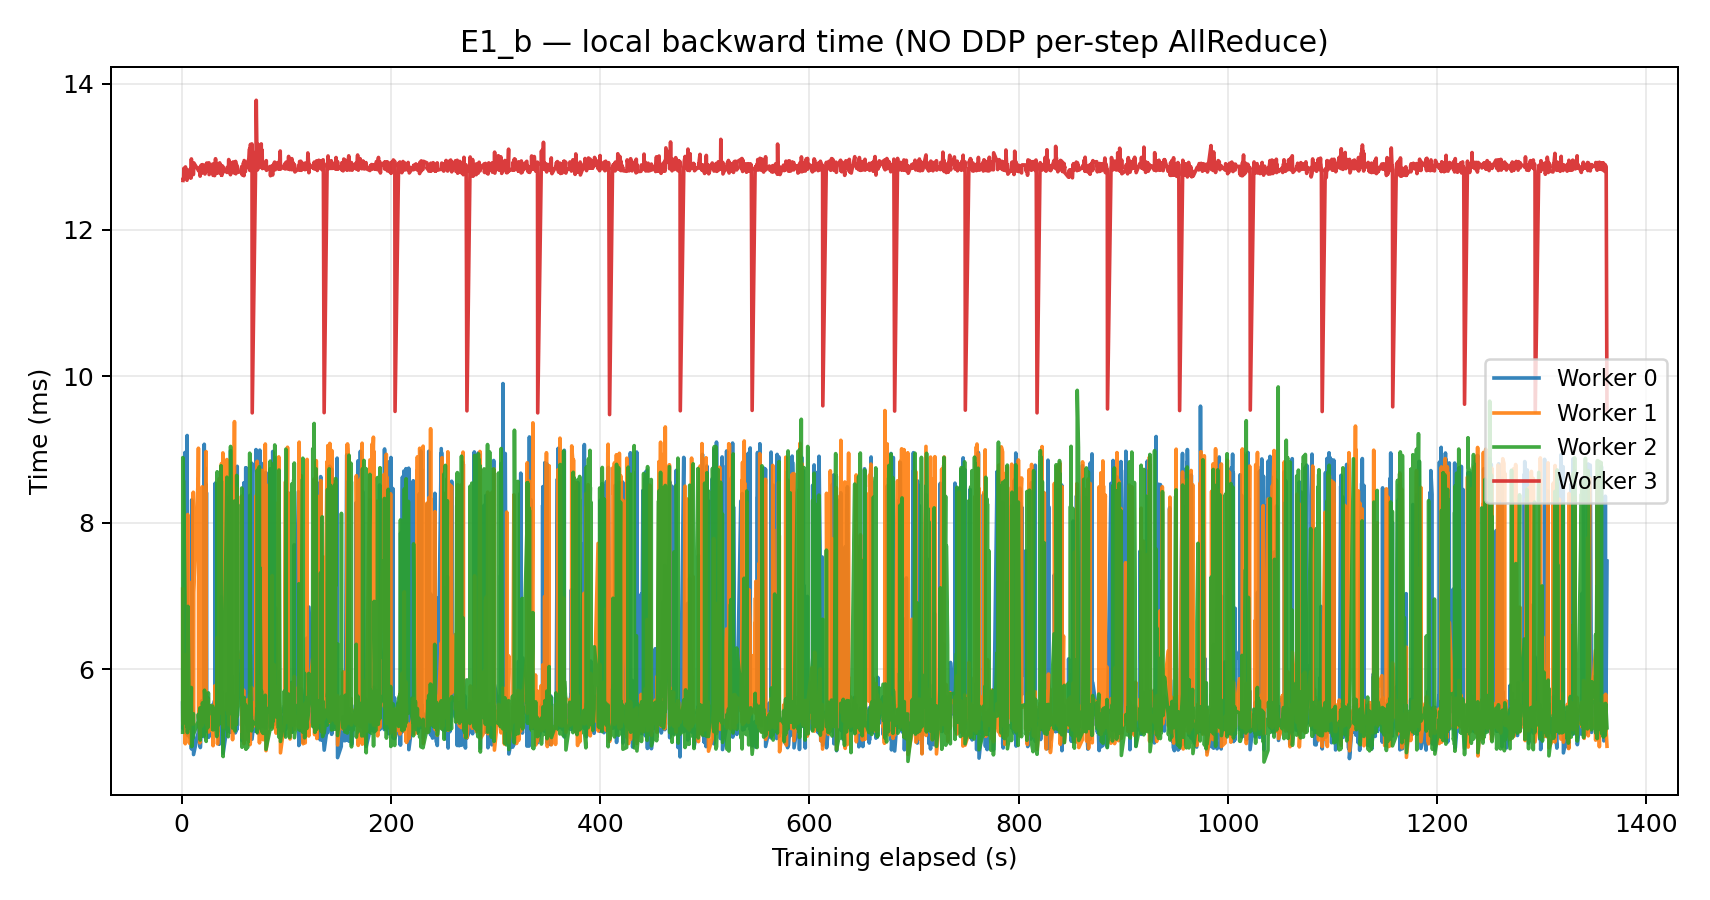 E1_b — local backward time (NO DDP per-step AllReduce)
14
12
10
8
6
Time (ms)
Worker 0
Worker 1
Worker 2
Worker 3
0
200
400
600
800
1000
1200
1400
Training elapsed (s)